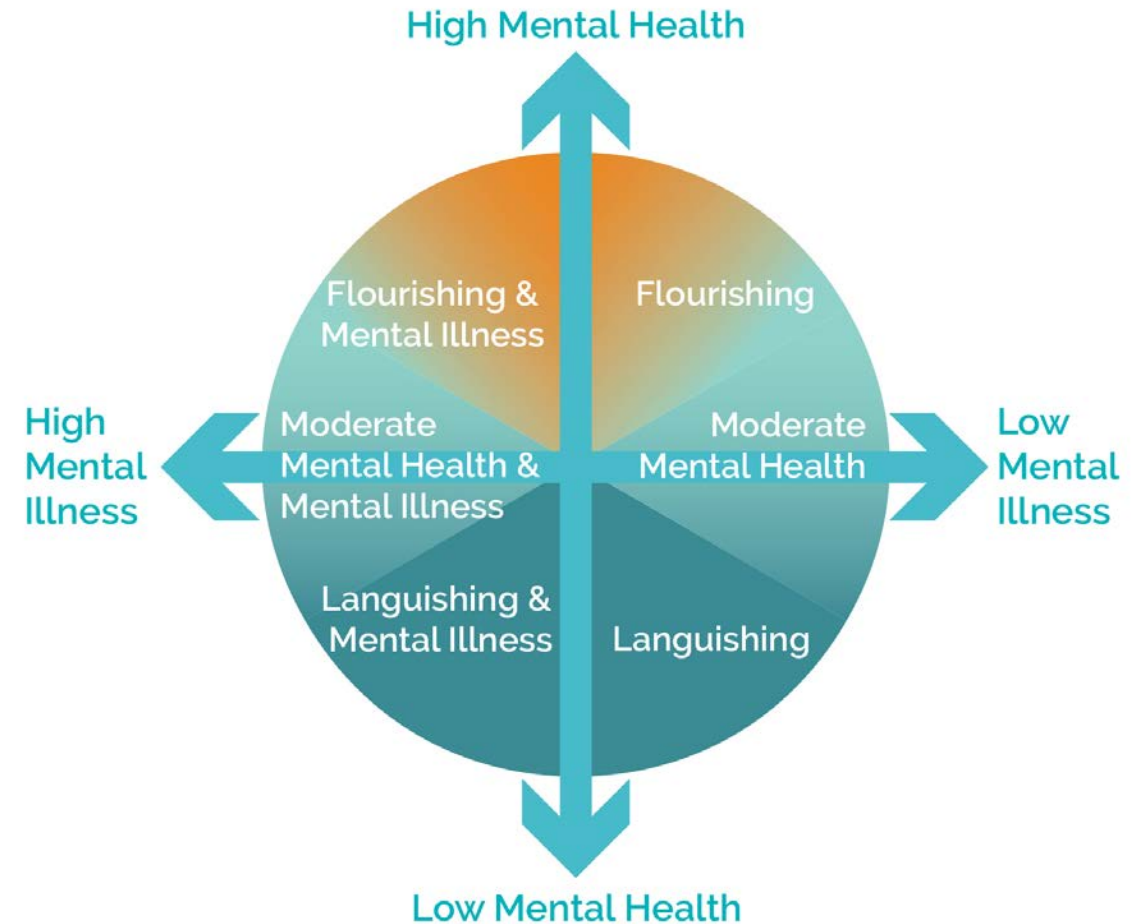 High Mental Health
Flourishing &
Mental Illness
Flourishing
High
Mental
Illness
Moderate
Mental Health &
Mental Illness
Moderate
Mental Health
Low
Mental
Illness
Languishing &
Mental Illness
Languishing
Low Mental Health